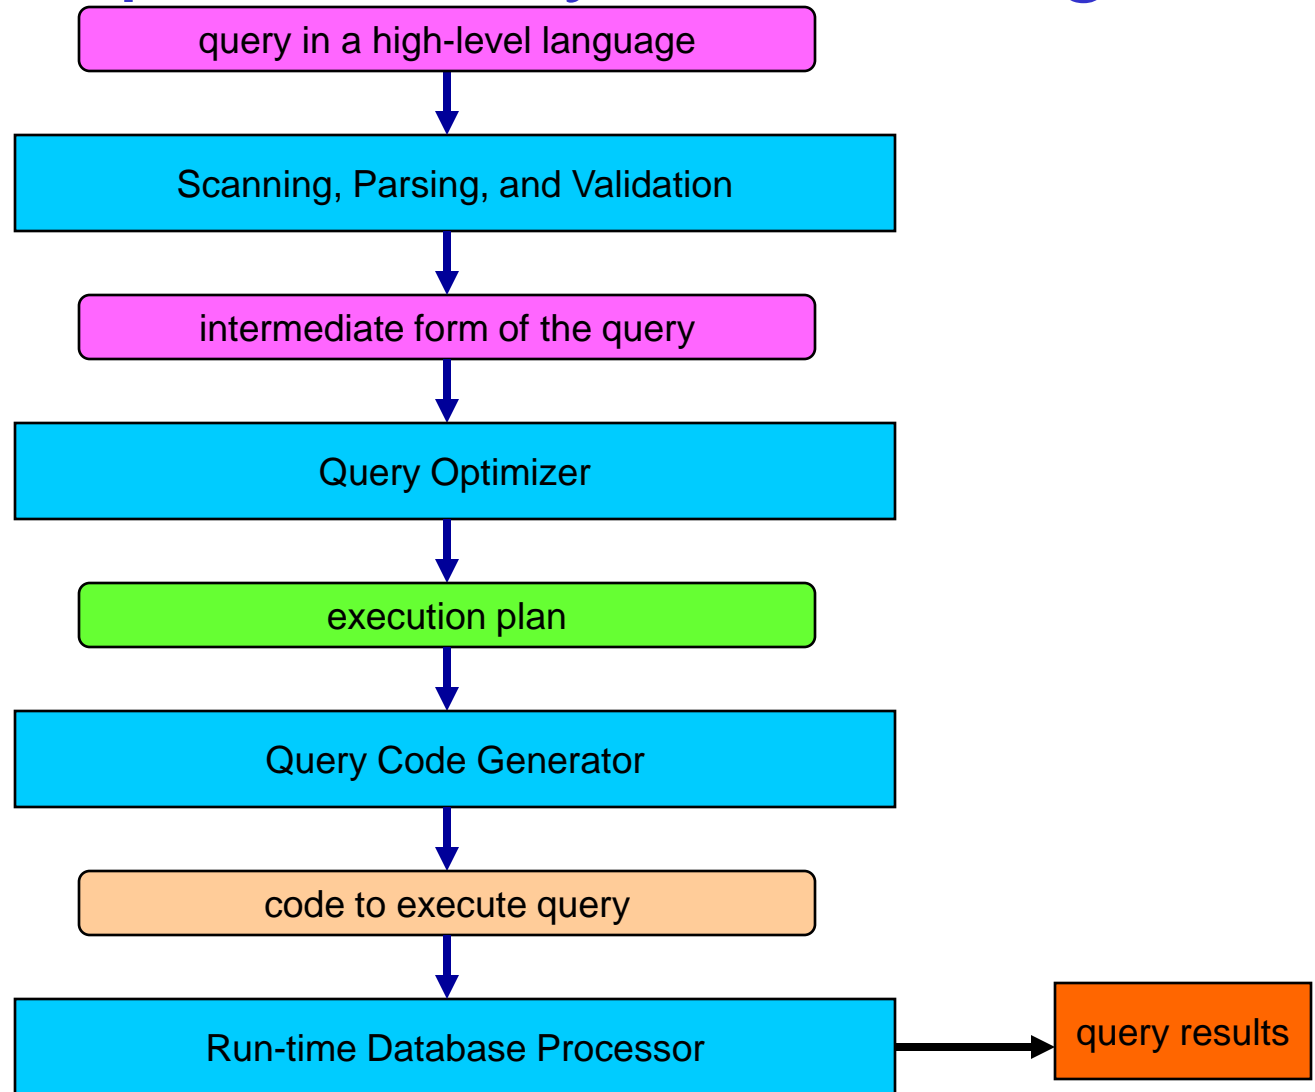 query in a high-level language
Scanning, Parsing, and Validation
intermediate form of the query
Query Optimizer
execution plan
Query Code Generator
code to execute query
Run-time Database Processor
query results